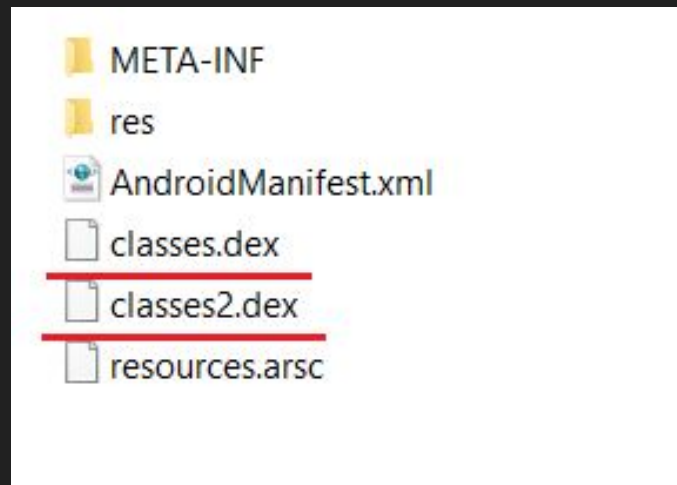 META-INF
res
AndroidManifest.xml
classes.dex
classes2.dex
resources.arsc